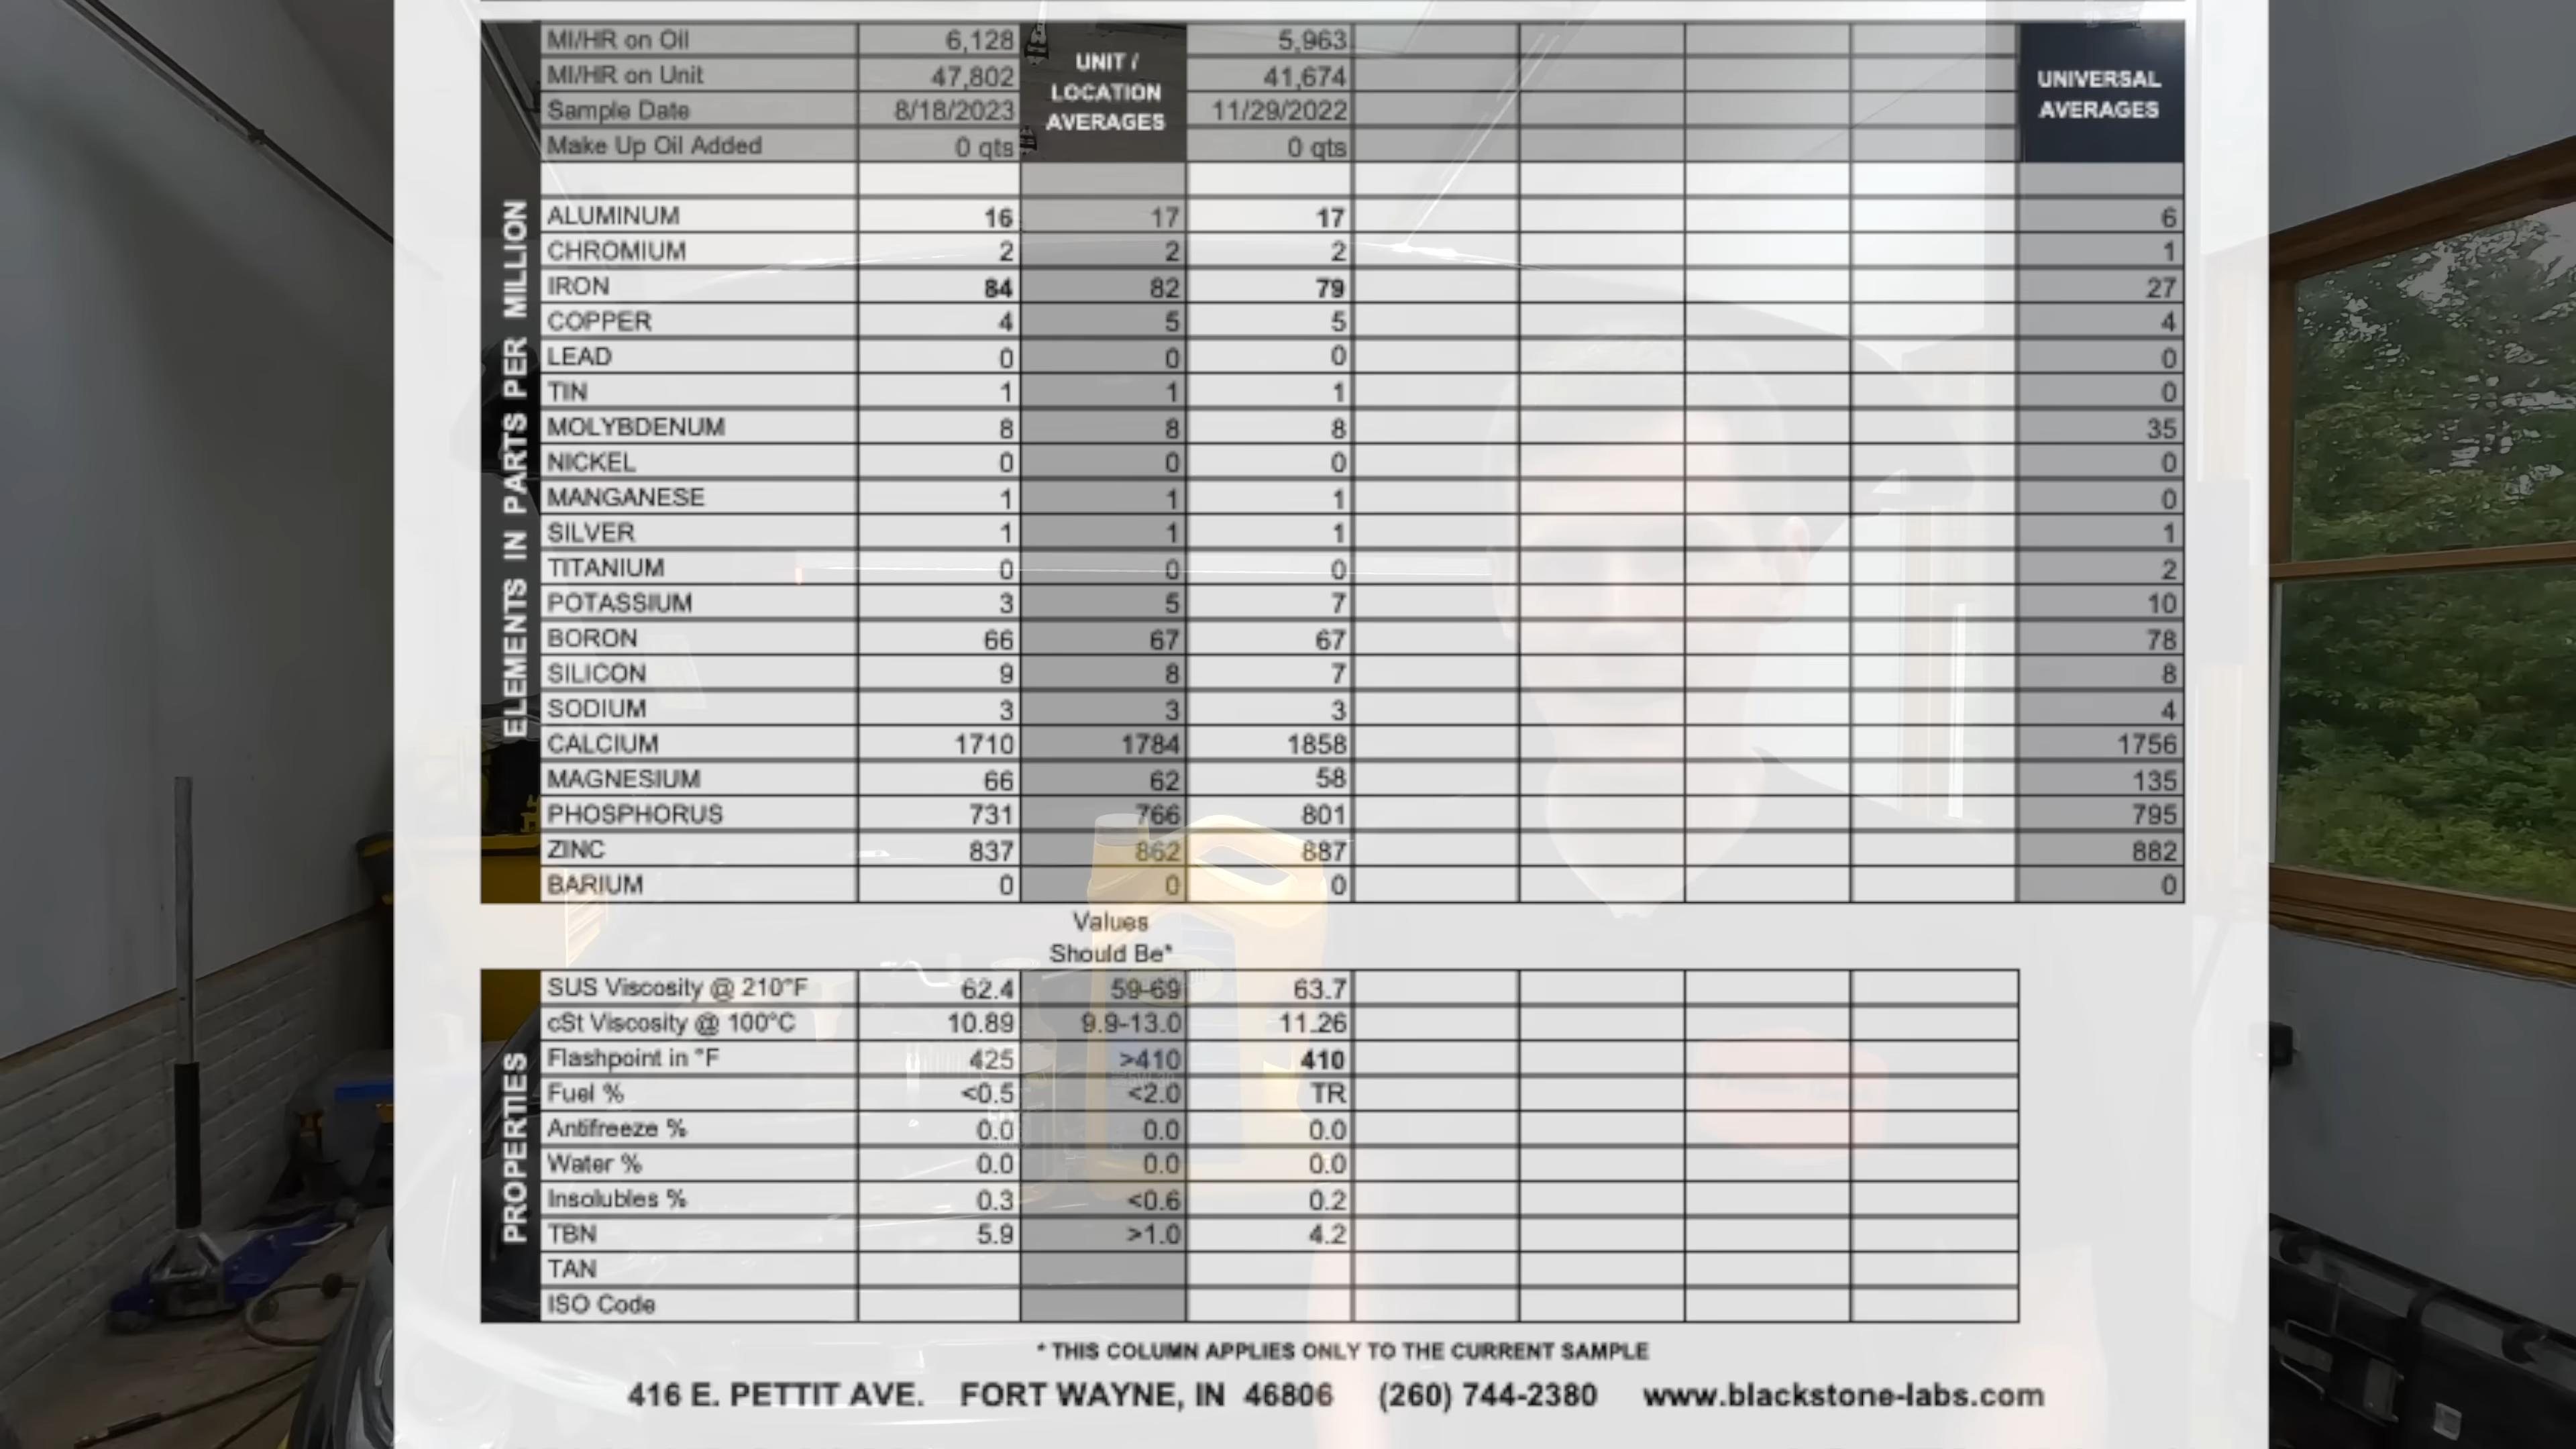 MI/HR on Oil 6,128 UNIT / LOCATION AVERAGES 5,963 UNIVERSAL AVERAGES
MI/HR on Unit 47,802 41,674
Sample Date 8/18/2023 11/29/2022
Make Up Oil Added 0 qts 0 qts
ELEMENTS IN PARTS PER MILLION
ALUMINUM 16 17 17 6
CHROMIUM 2 2 2 1
IRON 84 82 79 27
COPPER 4 5 5 4
LEAD 0 0 0 0
TIN 1 1 1 0
MOLYBDENUM 8 8 8 35
NICKEL 0 0 0 0
MANGANESE 1 1 1 0
SILVER 1 1 1 1
TITANIUM 0 0 0 2
POTASSIUM 3 5 7 10
BORON 66 67 67 78
SILICON 9 8 7 8
SODIUM 3 3 3 4
CALCIUM 1710 1784 1858 1756
MAGNESIUM 66 62 58 135
PHOSPHORUS 731 766 801 795
ZINC 837 862 887 882
BARIUM 0 0 0 0
Values
Should Be*
PROPERTIES
SUS Viscosity @ 210°F 62.4 59-69 63.7
cSt Viscosity @ 100°C 10.89 9.9-13.0 11.26
Flashpoint in °F 425 >410 410
Fuel % <0.5 <2.0 TR
Antifreeze % 0.0 0.0 0.0
Water % 0.0 0.0 0.0
Insolubles % 0.3 <0.6 0.2
TBN 5.9 >1.0 4.2
TAN
ISO Code
* THIS COLUMN APPLIES ONLY TO THE CURRENT SAMPLE
416 E. PETTIT AVE. FORT WAYNE, IN 46806 (260) 744-2380 www.blackstone-labs.com